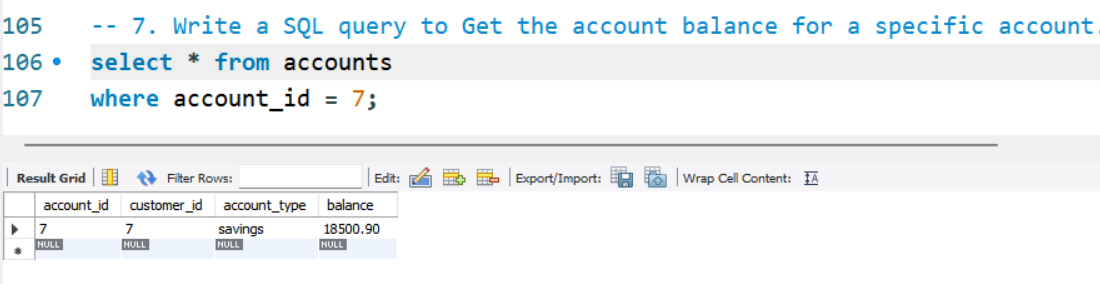 105 -- 7. Write a SQL query to Get the account balance for a specific account.
106 select * from accounts
107 where account_id = 7;
Result Grid Filter Rows: Edit: Export/Import: Wrap Cell Content: IA
account_id customer_id account_type balance
7 7 savings 18500.90
NULL NULL NULL NULL